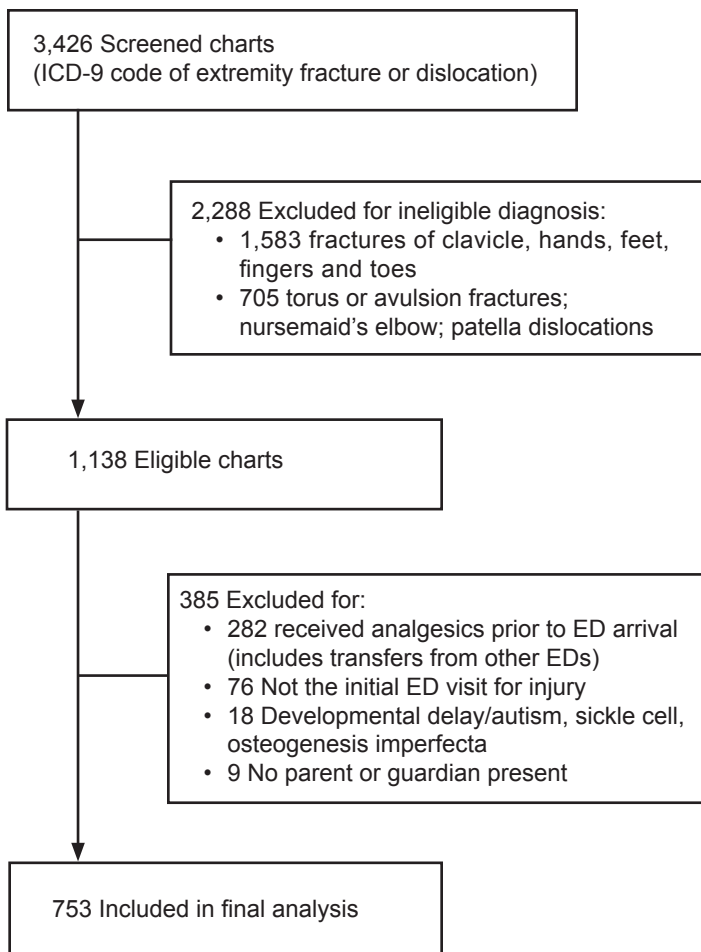 3,426 Screened charts
(ICD-9 code of extremity fracture or dislocation)
2,288 Excluded for ineligible diagnosis:
• 1,583 fractures of clavicle, hands, feet,
fingers and toes
• 705 torus or avulsion fractures;
nursemaid's elbow; patella dislocations
1,138 Eligible charts
385 Excluded for:
• 282 received analgesics prior to ED arrival
(includes transfers from other EDs)
• 76 Not the initial ED visit for injury
• 18 Developmental delay/autism, sickle cell,
osteogenesis imperfecta
• 9 No parent or guardian present
753 Included in final analysis